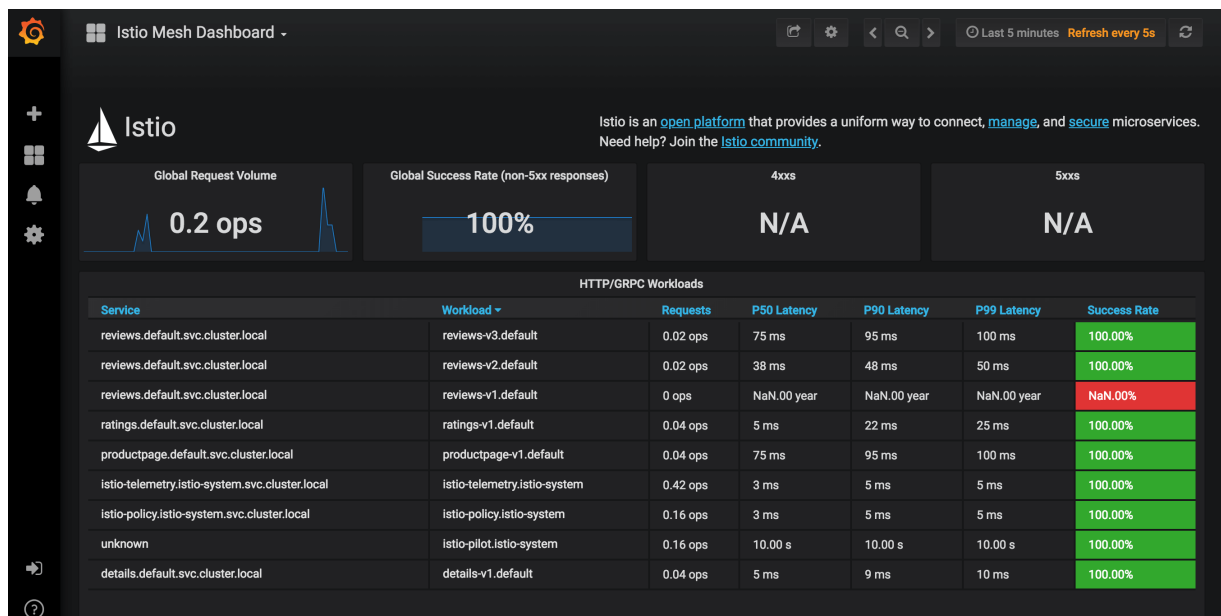 Istio Mesh Dashboard
Last 5 minutes Refresh every 5s
Istio
Istio is an open platform that provides a uniform way to connect, manage, and secure microservices.
Need help? Join the Istio community.
Global Request Volume Global Success Rate (non-5xx responses) 4xxs 5xxs
0.2 ops 100% N/A N/A
HTTP/GRPC Workloads
Service Workload Requests P50 Latency P90 Latency P99 Latency Success Rate
reviews.default.svc.cluster.local reviews-v3.default 0.02 ops 75 ms 95 ms 100 ms 100.00%
reviews.default.svc.cluster.local reviews-v2.default 0.02 ops 38 ms 48 ms 50 ms 100.00%
reviews.default.svc.cluster.local reviews-v1.default 0 ops NaN.00 year NaN.00 year NaN.00 year NaN.00%
ratings.default.svc.cluster.local ratings-v1.default 0.04 ops 5 ms 22 ms 25 ms 100.00%
productpage.default.svc.cluster.local productpage-v1.default 0.04 ops 75 ms 95 ms 100 ms 100.00%
istio-telemetry.istio-system.svc.cluster.local istio-telemetry.istio-system 0.42 ops 3 ms 5 ms 5 ms 100.00%
istio-policy.istio-system.svc.cluster.local istio-policy.istio-system 0.16 ops 3 ms 5 ms 5 ms 100.00%
unknown istio-pilot.istio-system 0.16 ops 10.00 s 10.00 s 10.00 s 100.00%
details.default.svc.cluster.local details-v1.default 0.04 ops 5 ms 9 ms 10 ms 100.00%